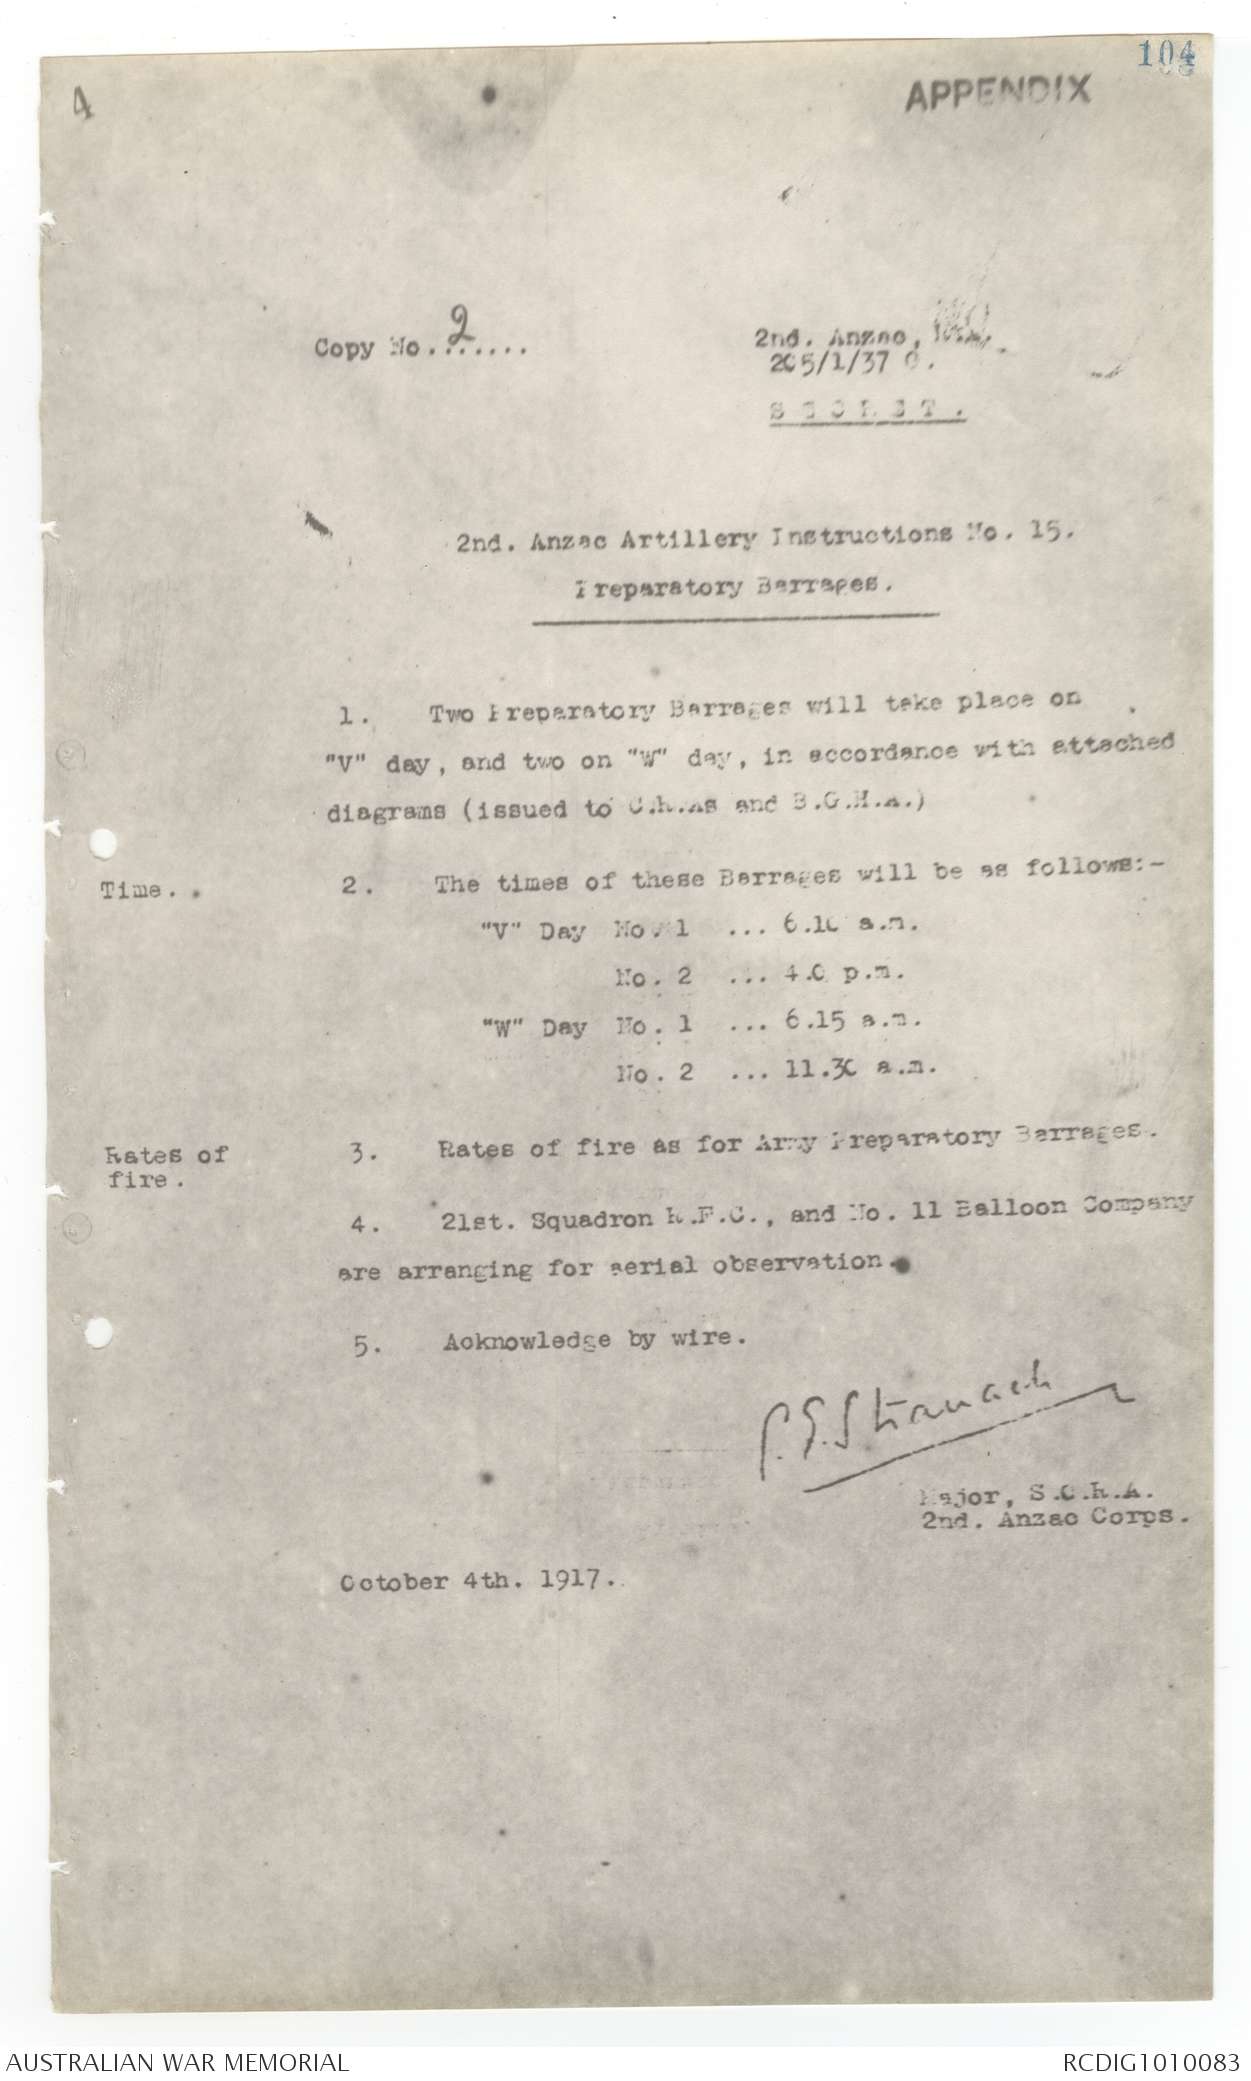 4
104
APPENDIX
Copy No. 2......
2nd. Anzac,
205/1/37 G.
S E C R E T .
2nd. Anzac Artillery Instructions No. 15.
Preparatory Barrages.
1. Two Preparatory Barrages will take place on
"V" day, and two on "W" day, in accordance with attached
diagrams (issued to C.R.As and B.G.H.A.)
Time. 2. The times of these Barrages will be as follows:-
"V" Day No. 1 ... 6.10 a.m.
No. 2 ... 4.0 p.m.
"W" Day No. 1 ... 6.15 a.m.
No. 2 ... 11.30 a.m.
Rates of fire. 3. Rates of fire as for Army Preparatory Barrages.
4. 21st. Squadron R.F.C., and No. 11 Balloon Company
are arranging for aerial observation.
5. Acknowledge by wire.
Stranach
Major, S.O.R.A.
2nd. Anzac Corps.
October 4th. 1917.
AUSTRALIAN WAR MEMORIAL
RCDIG1010083